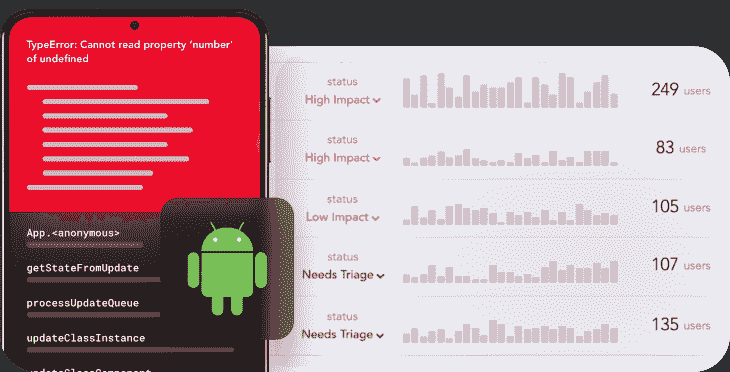 TypeError: Cannot read property 'number'
of undefined
App.<anonymous>
getStateFromUpdate
processUpdateQueue
updateClassInstance
updateClassComponent
status
High Impact
249 users
status
High Impact
83 users
status
Low Impact
105 users
status
Needs Triage
107 users
status
Needs Triage
135 users